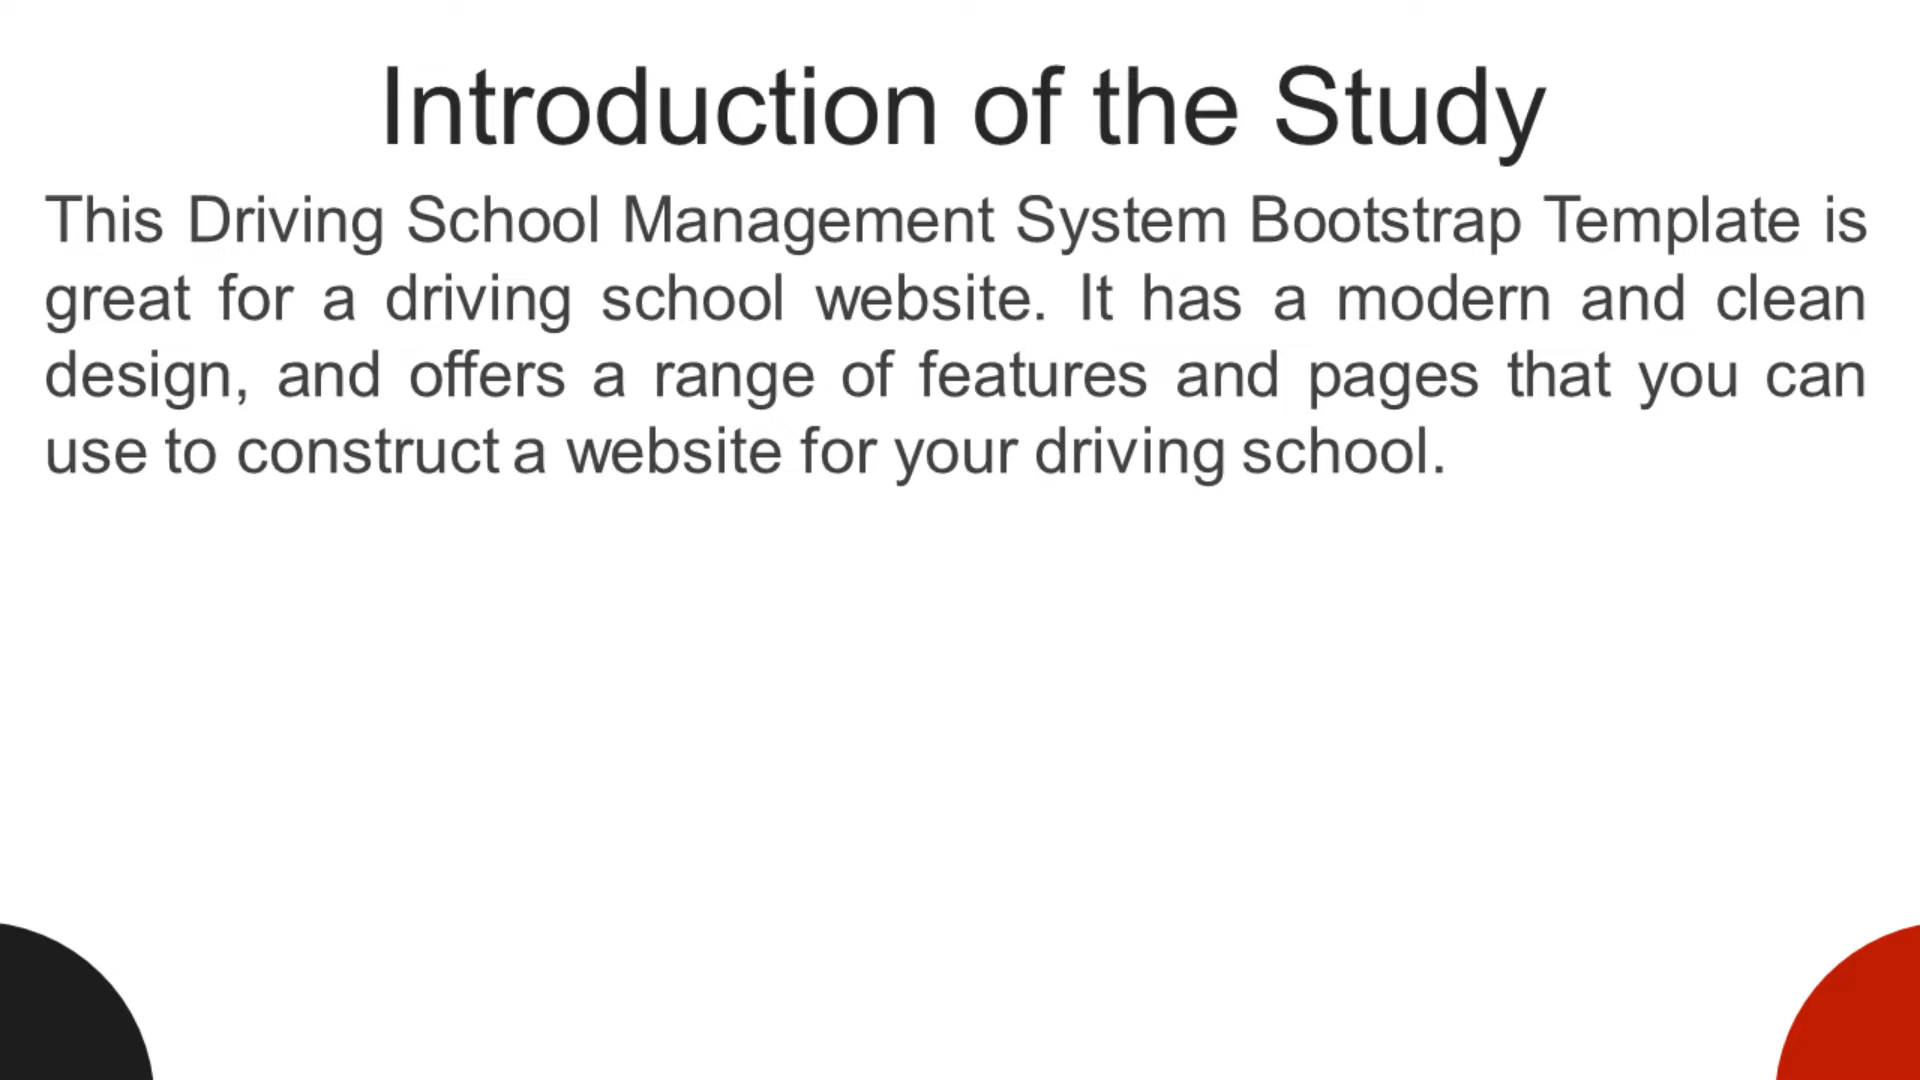 Introduction of the Study
This Driving School Management System Bootstrap Template is
great for a driving school website. It has a modern and clean
design, and offers a range of features and pages that you can
use to construct a website for your driving school.